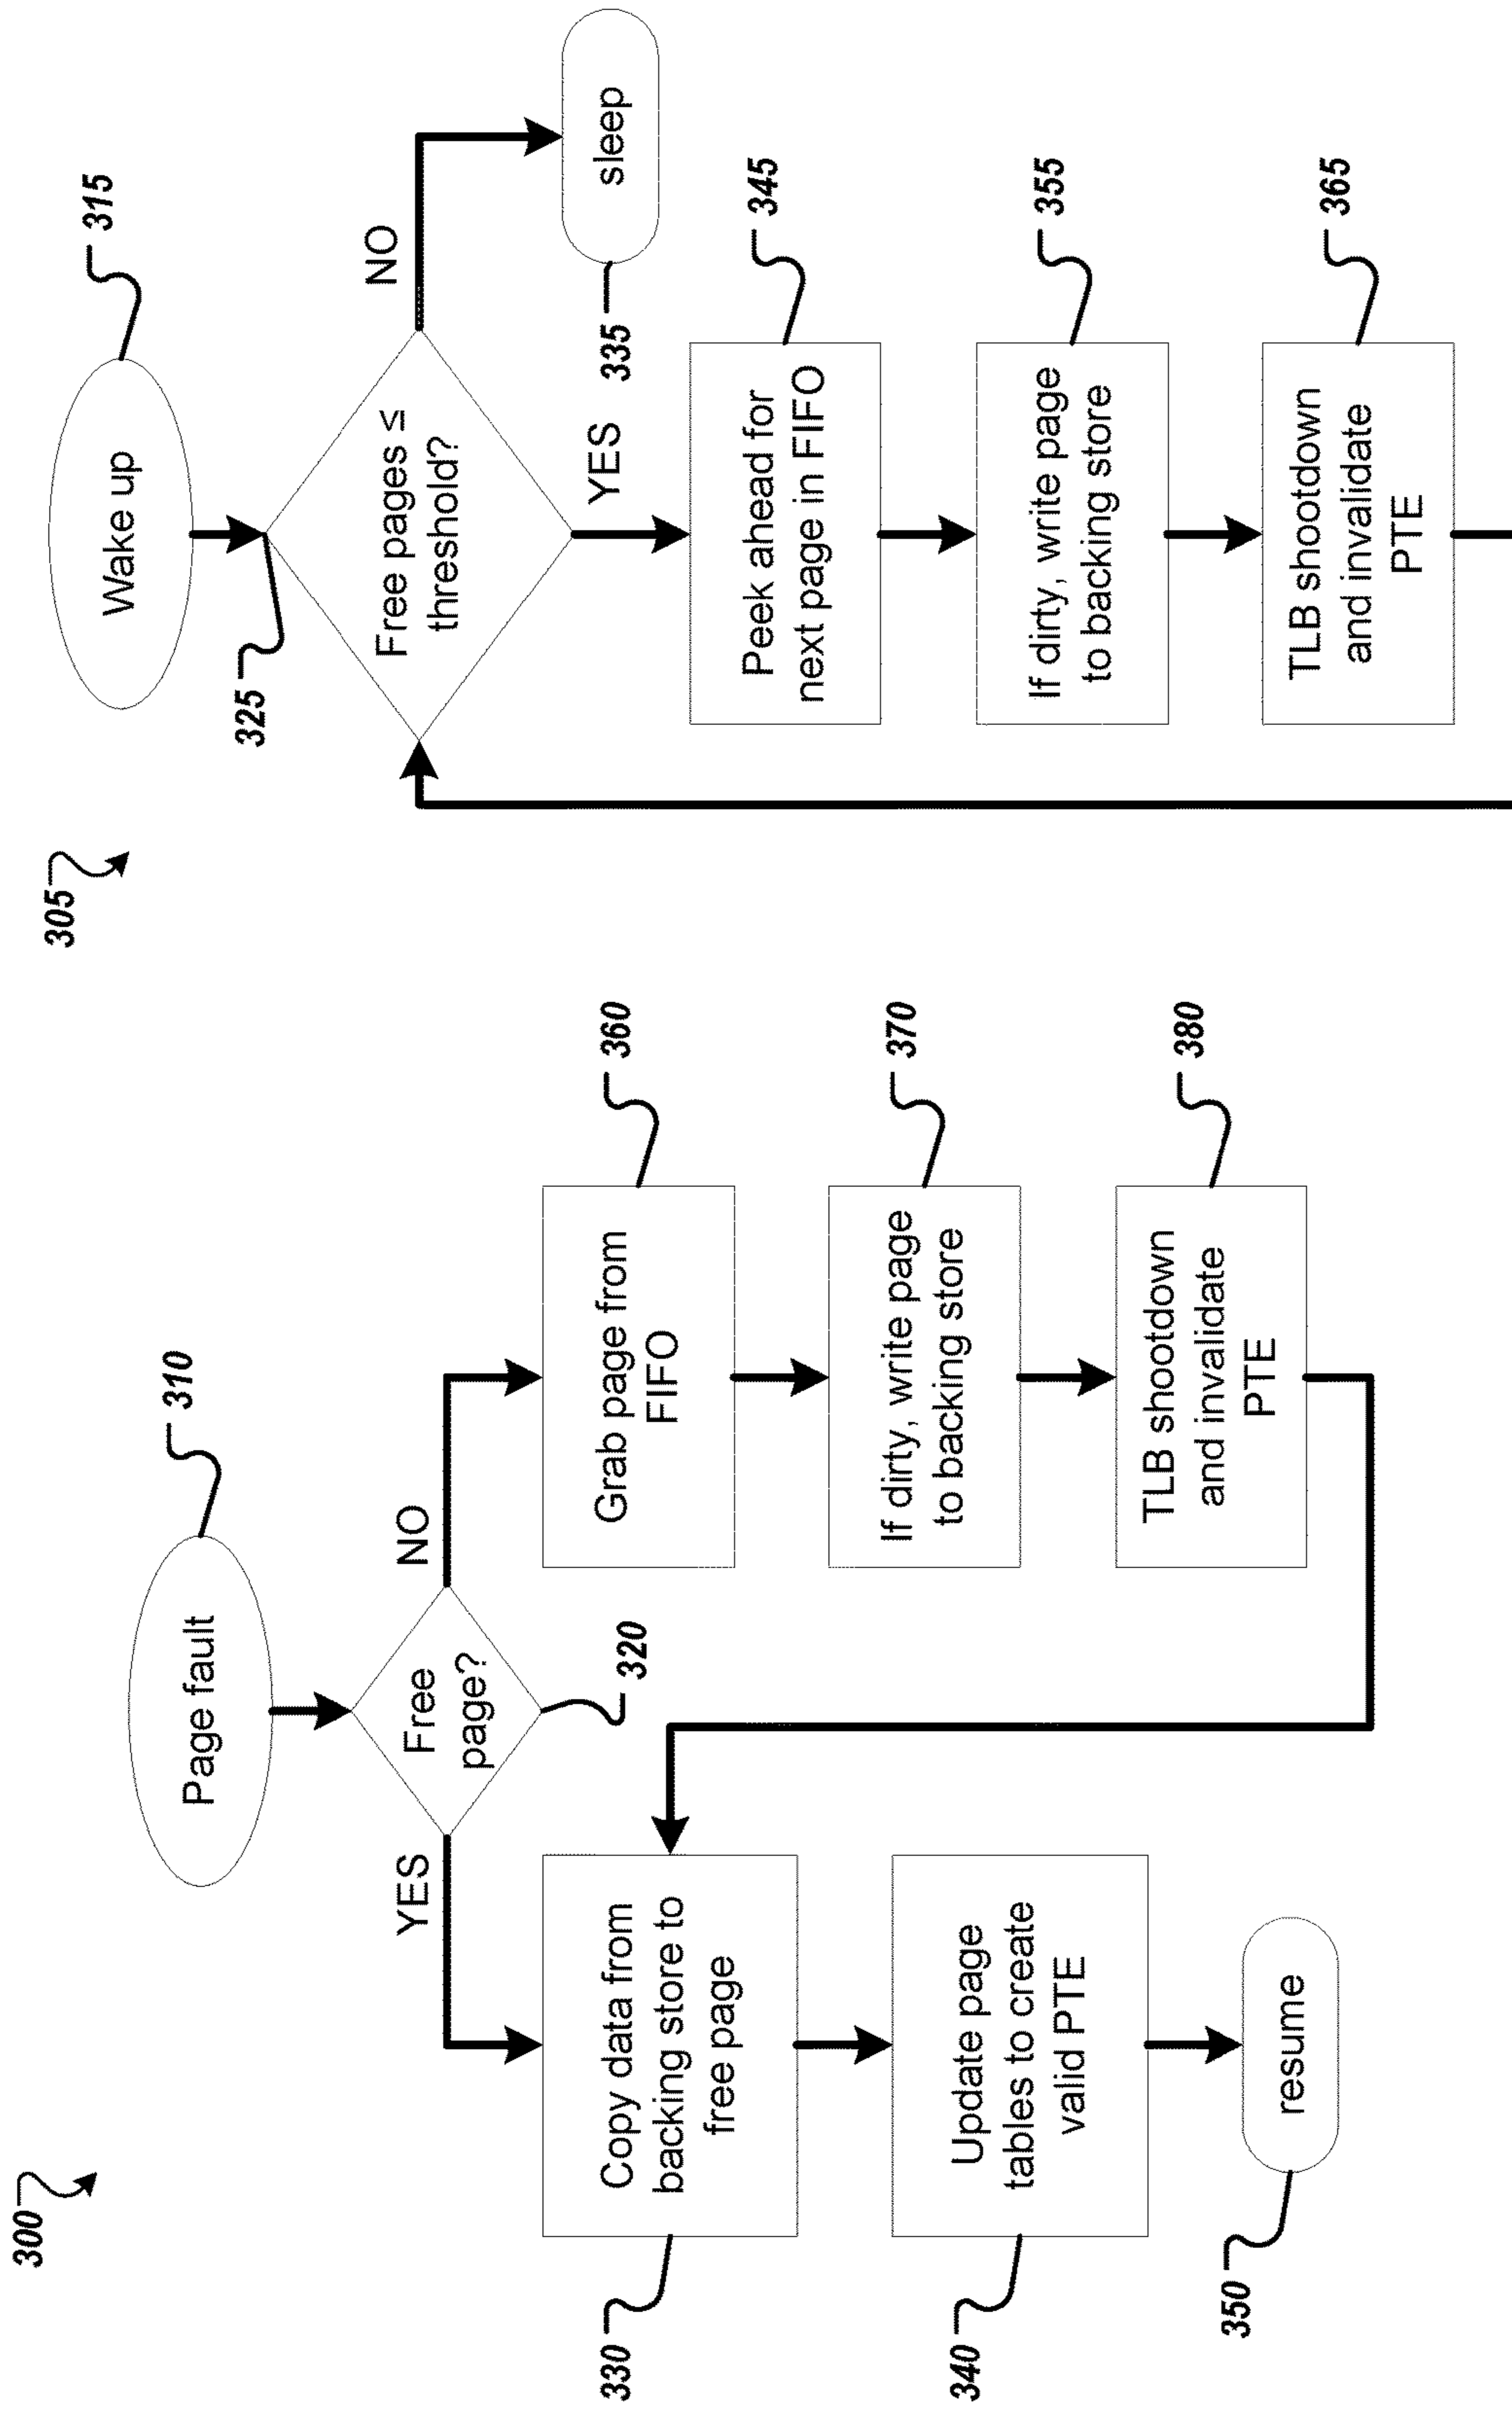 300
Page fault
310
Free
page?
320
YES
NO
Copy data from
backing store to
free page
330
Update page
tables to create
valid PTE
340
resume
350
Grab page from
FIFO
360
If dirty, write page
to backing store
370
TLB shootdown
and invalidate
PTE
380
305
Wake up
315
Free pages ≤
threshold?
325
NO
sleep
335
YES
Peek ahead for
next page in FIFO
345
If dirty, write page
to backing store
355
TLB shootdown
and invalidate
PTE
365